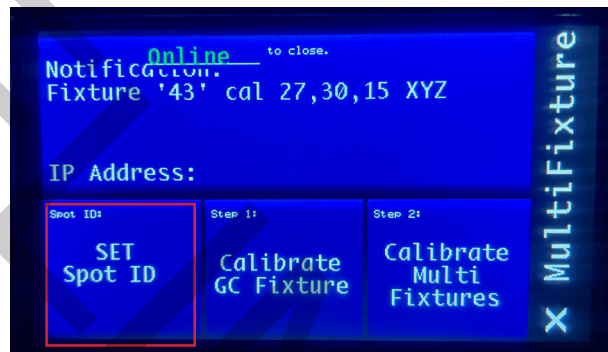 Online
to close.
Notification:
Fixture '43' cal 27,30,15 XYZ
IP Address:
Spot ID:
SET
Spot ID
Step 1:
Calibrate
GC Fixture
Step 2:
Calibrate
Multi
Fixtures
X MultiFixture